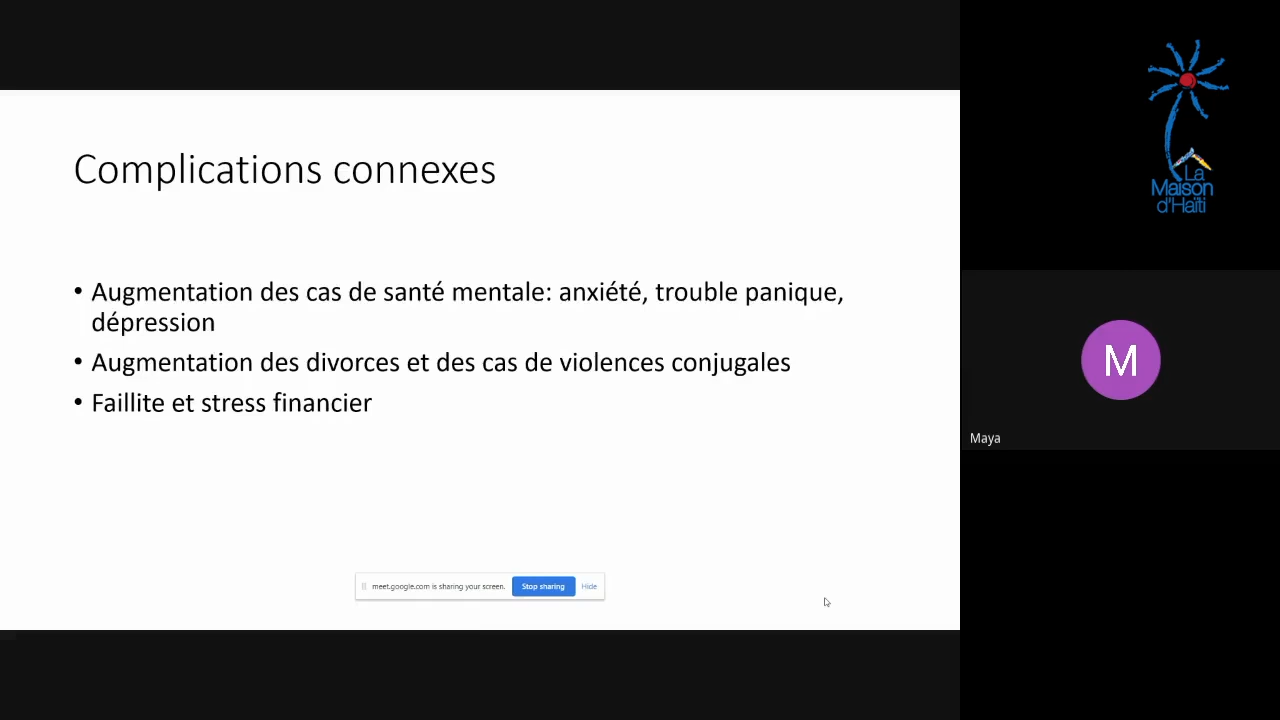 Complications connexes
• Augmentation des cas de santé mentale: anxiété, trouble panique,
dépression
• Augmentation des divorces et des cas de violences conjugales
• Faillite et stress financier
meet.google.com is sharing your screen. Stop sharing Hide
La
Maison
d'Haïti
M
Maya